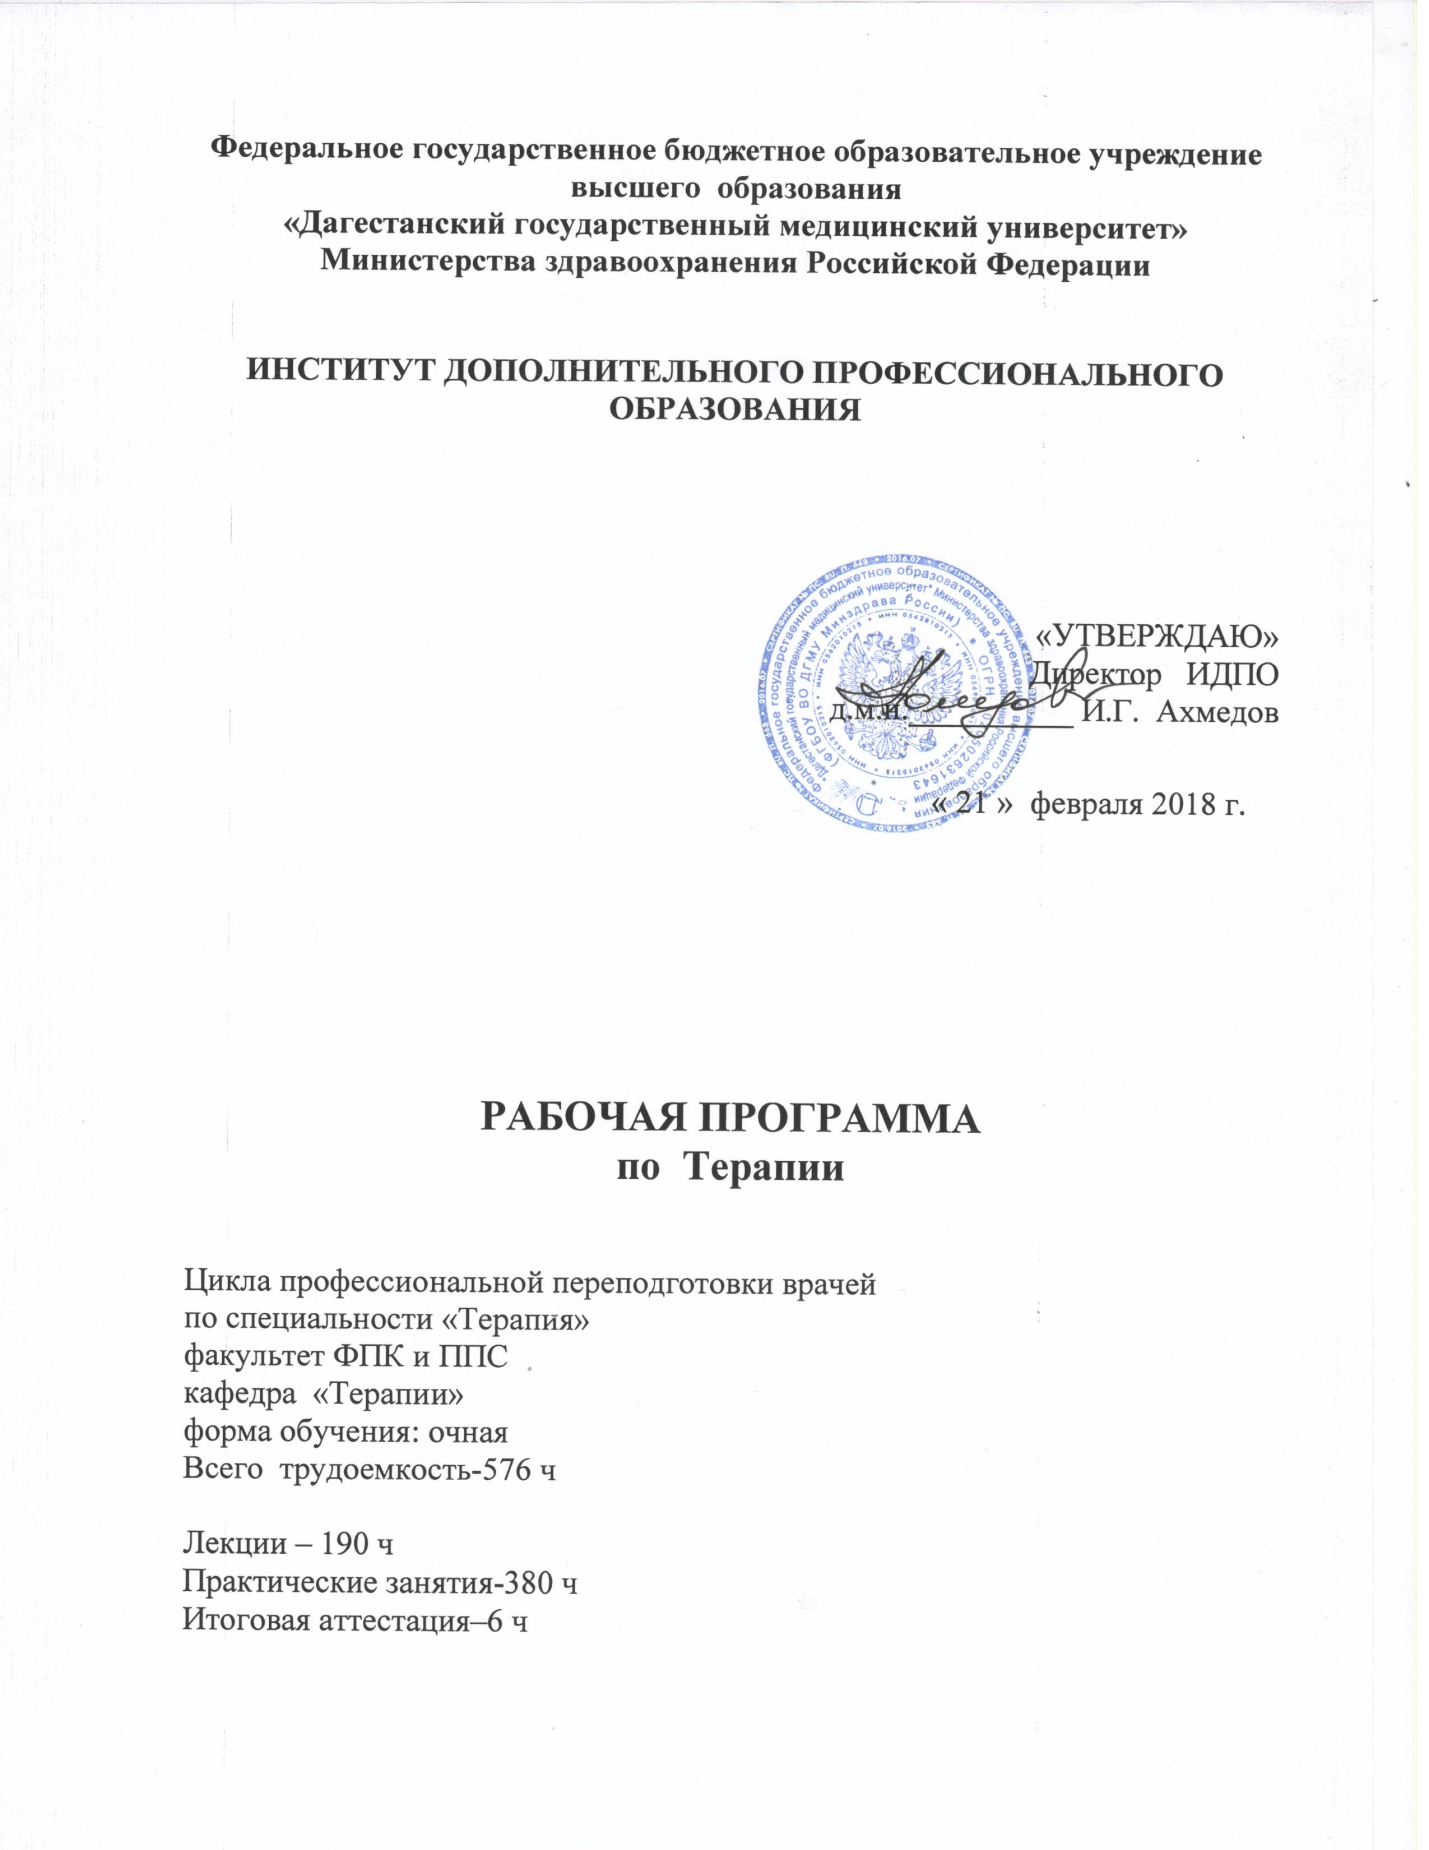 Федеральное государственное бюджетное образовательное учреждение
высшего образования
«Дагестанский государственный медицинский университет»
Министерства здравоохранения Российской Федерации
ИНСТИТУТ ДОПОЛНИТЕЛЬНОГО ПРОФЕССИОНАЛЬНОГО
ОБРАЗОВАНИЯ
«УТВЕРЖДАЮ»
Директор ИДПО
д.м.н.__________ И.Г. Ахмедов
« 21 » февраля 2018 г.
РАБОЧАЯ ПРОГРАММА
по Терапии
Цикла профессиональной переподготовки врачей
по специальности «Терапия»
факультет ФПК и ППС
кафедра «Терапии»
форма обучения: очная
Всего трудоемкость-576 ч
Лекции – 190 ч
Практические занятия-380 ч
Итоговая аттестация–6 ч